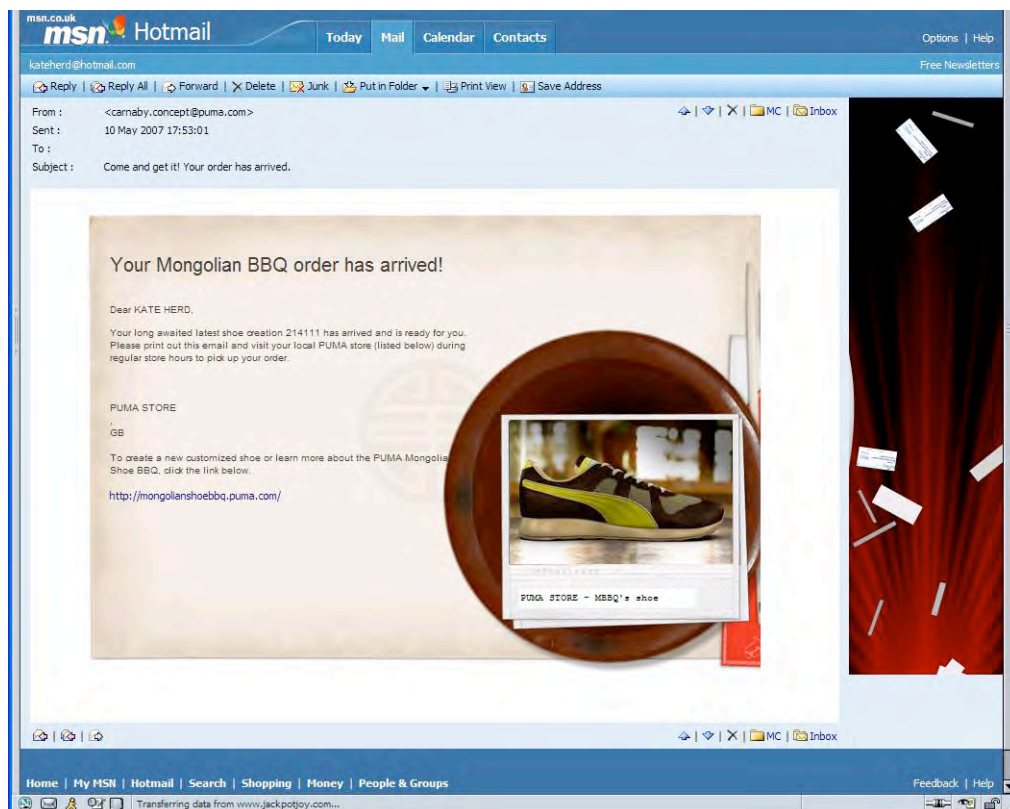 msn.co.uk
msn Hotmail
Today Mail Calendar Contacts
Options | Help
kateherd@hotmail.com
Free Newsletters
Reply | Reply All | Forward | Delete | Junk | Put in Folder | Print View | Save Address
From : <carnaby.concept@puma.com>
MC | Inbox
Sent : 10 May 2007 17:53:01
To :
Subject : Come and get it! Your order has arrived.
Your Mongolian BBQ order has arrived!
Dear KATE HERD,
Your long awaited latest shoe creation 214111 has arrived and is ready for you.
Please print out this email and visit your local PUMA store (listed below) during
regular store hours to pick up your order.
PUMA STORE
,
GB
To create a new customized shoe or learn more about the PUMA Mongolia
Shoe BBQ, click the link below.
http://mongolianshoebbq.puma.com/
PUMA STORE - MBBQ's shoe
MC | Inbox
Home | My MSN | Hotmail | Search | Shopping | Money | People & Groups
Feedback | Help
Transferring data from www.jackpotjoy.com...